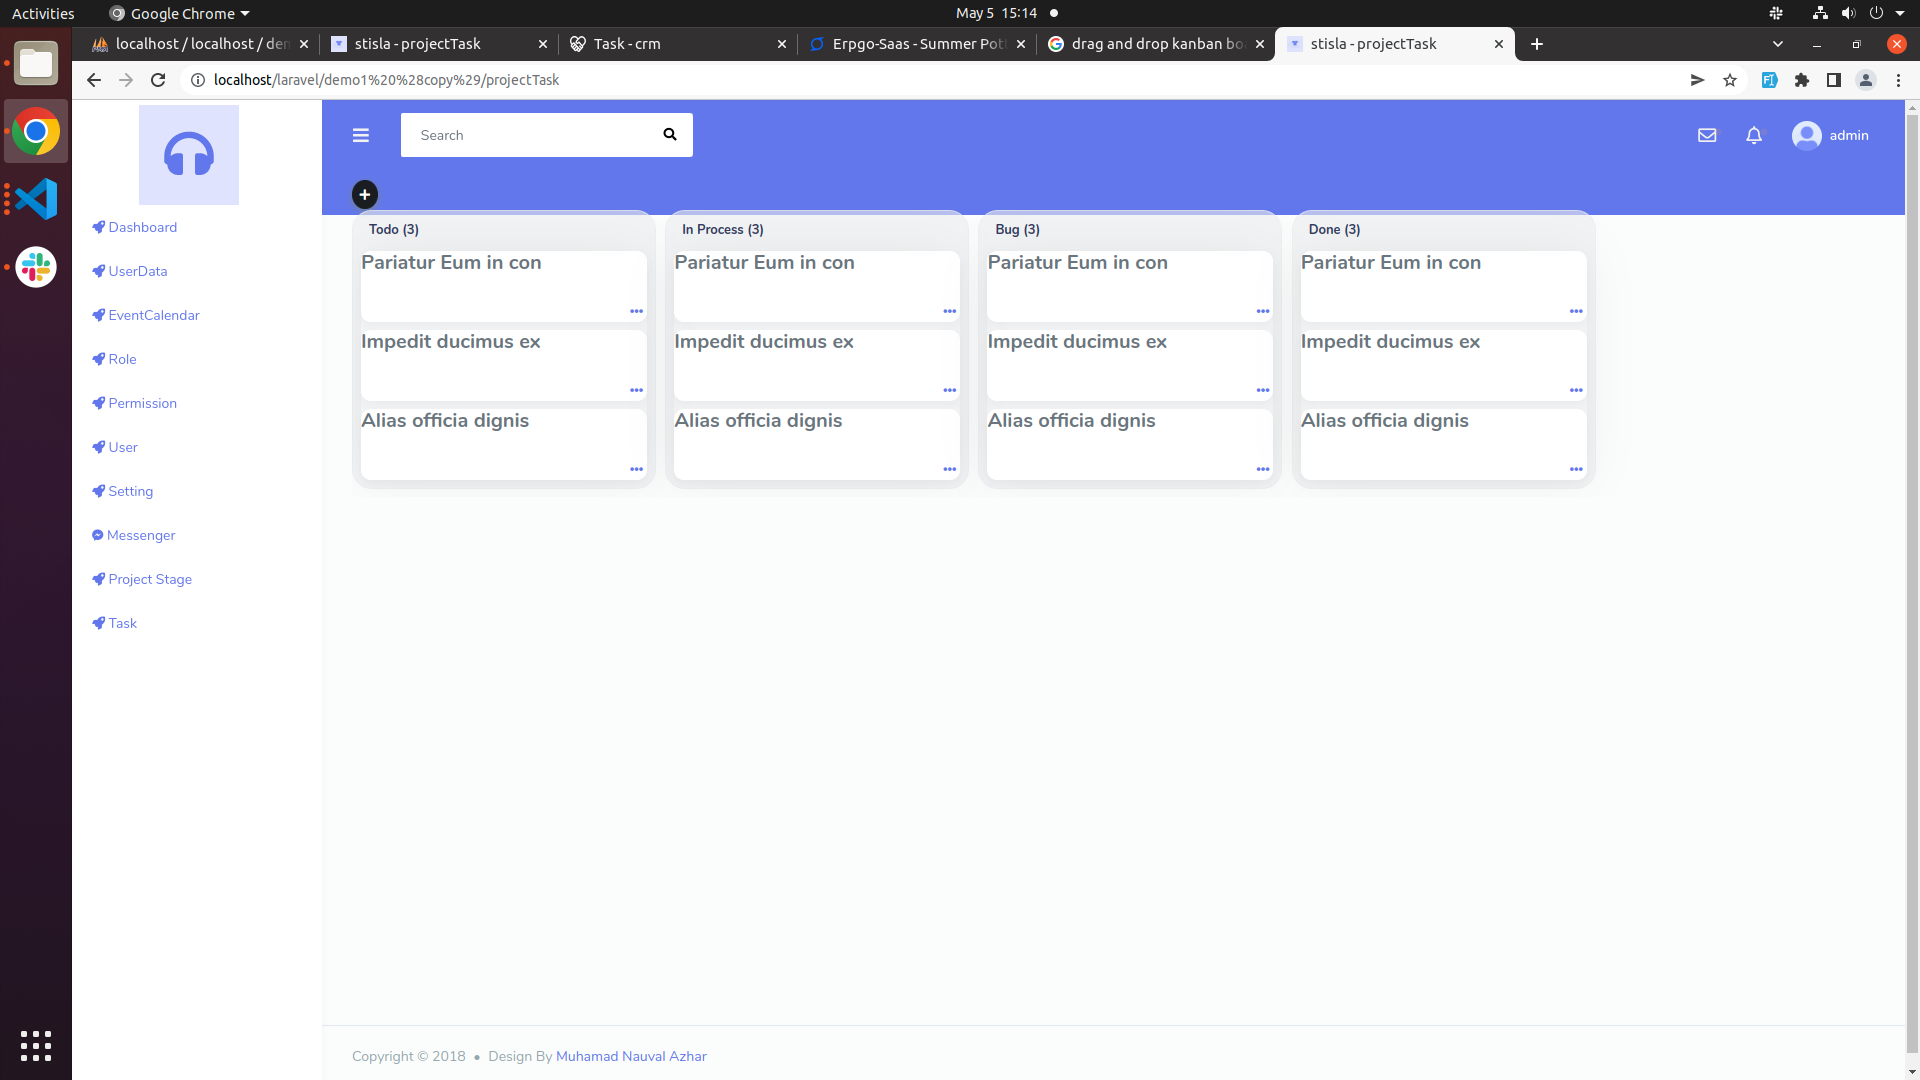 Activities
Google Chrome
May 5 15:14
localhost / localhost / den
stisla - projectTask
Task - crm
Erpgo-Saas - Summer Pot
drag and drop kanban bo
stisla - projectTask
localhost/laravel/demo1%20%28copy%29/projectTask
Search
admin
Dashboard
UserData
EventCalendar
Role
Permission
User
Setting
Messenger
Project Stage
Task
Todo (3)
Pariatur Eum in con
Impedit ducimus ex
Alias officia dignis
In Process (3)
Pariatur Eum in con
Impedit ducimus ex
Alias officia dignis
Bug (3)
Pariatur Eum in con
Impedit ducimus ex
Alias officia dignis
Done (3)
Pariatur Eum in con
Impedit ducimus ex
Alias officia dignis
Copyright © 2018 • Design By Muhamad Nauval Azhar